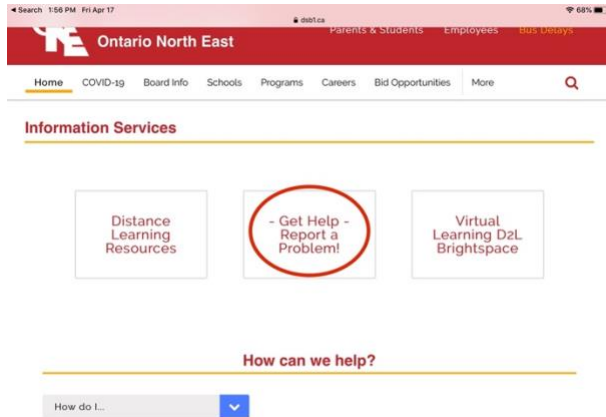 Search 1:56 PM Fri Apr 17 68%
dsb1.ca
Parents & Students Employees Bus Delays
Ontario North East
Home COVID-19 Board Info Schools Programs Careers Bid Opportunities More
Information Services
Distance
Learning
Resources
- Get Help -
Report a
Problem!
Virtual
Learning D2L
Brightspace
How can we help?
How do I...